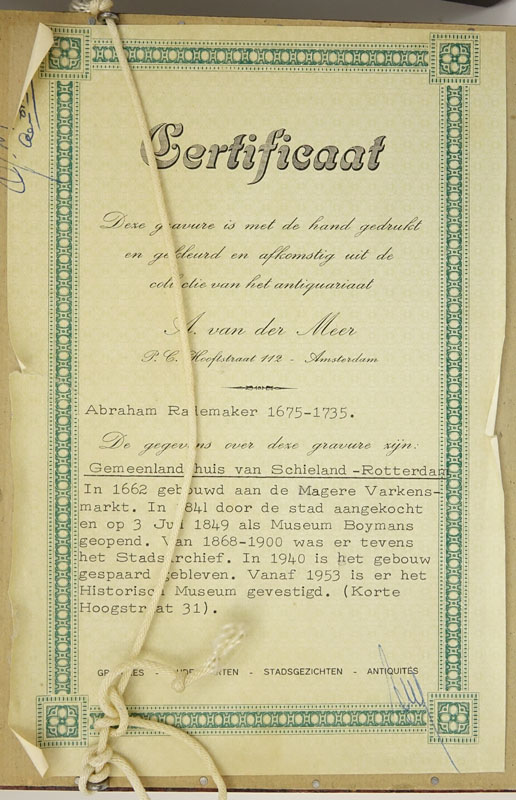 Certificaat
Deze gravure is met de hand gedrukt
en gekleurd en afkomstig uit de
collectie van het antiquariaat
A. van der Meer
P. C. Hooftstraat 112 - Amsterdam
Abraham Rademaker 1675-1735.
De gegevens over deze gravure zijn:
Gemeenlandshuis van Schieland -Rotterdam
In 1662 gebouwd aan de Magere Varkens-
markt. In 1841 door de stad aangekocht
en op 3 Juli 1849 als Museum Boymans
geopend. Van 1868-1900 was er tevens
het Stadsarchief. In 1940 is het gebouw
gespaard gebleven. Vanaf 1953 is er het
Historisch Museum gevestigd. (Korte
Hoogstraat 31).
GRAVURES - OUDE KAARTEN - STADSGEZICHTEN - ANTIQUITÉS